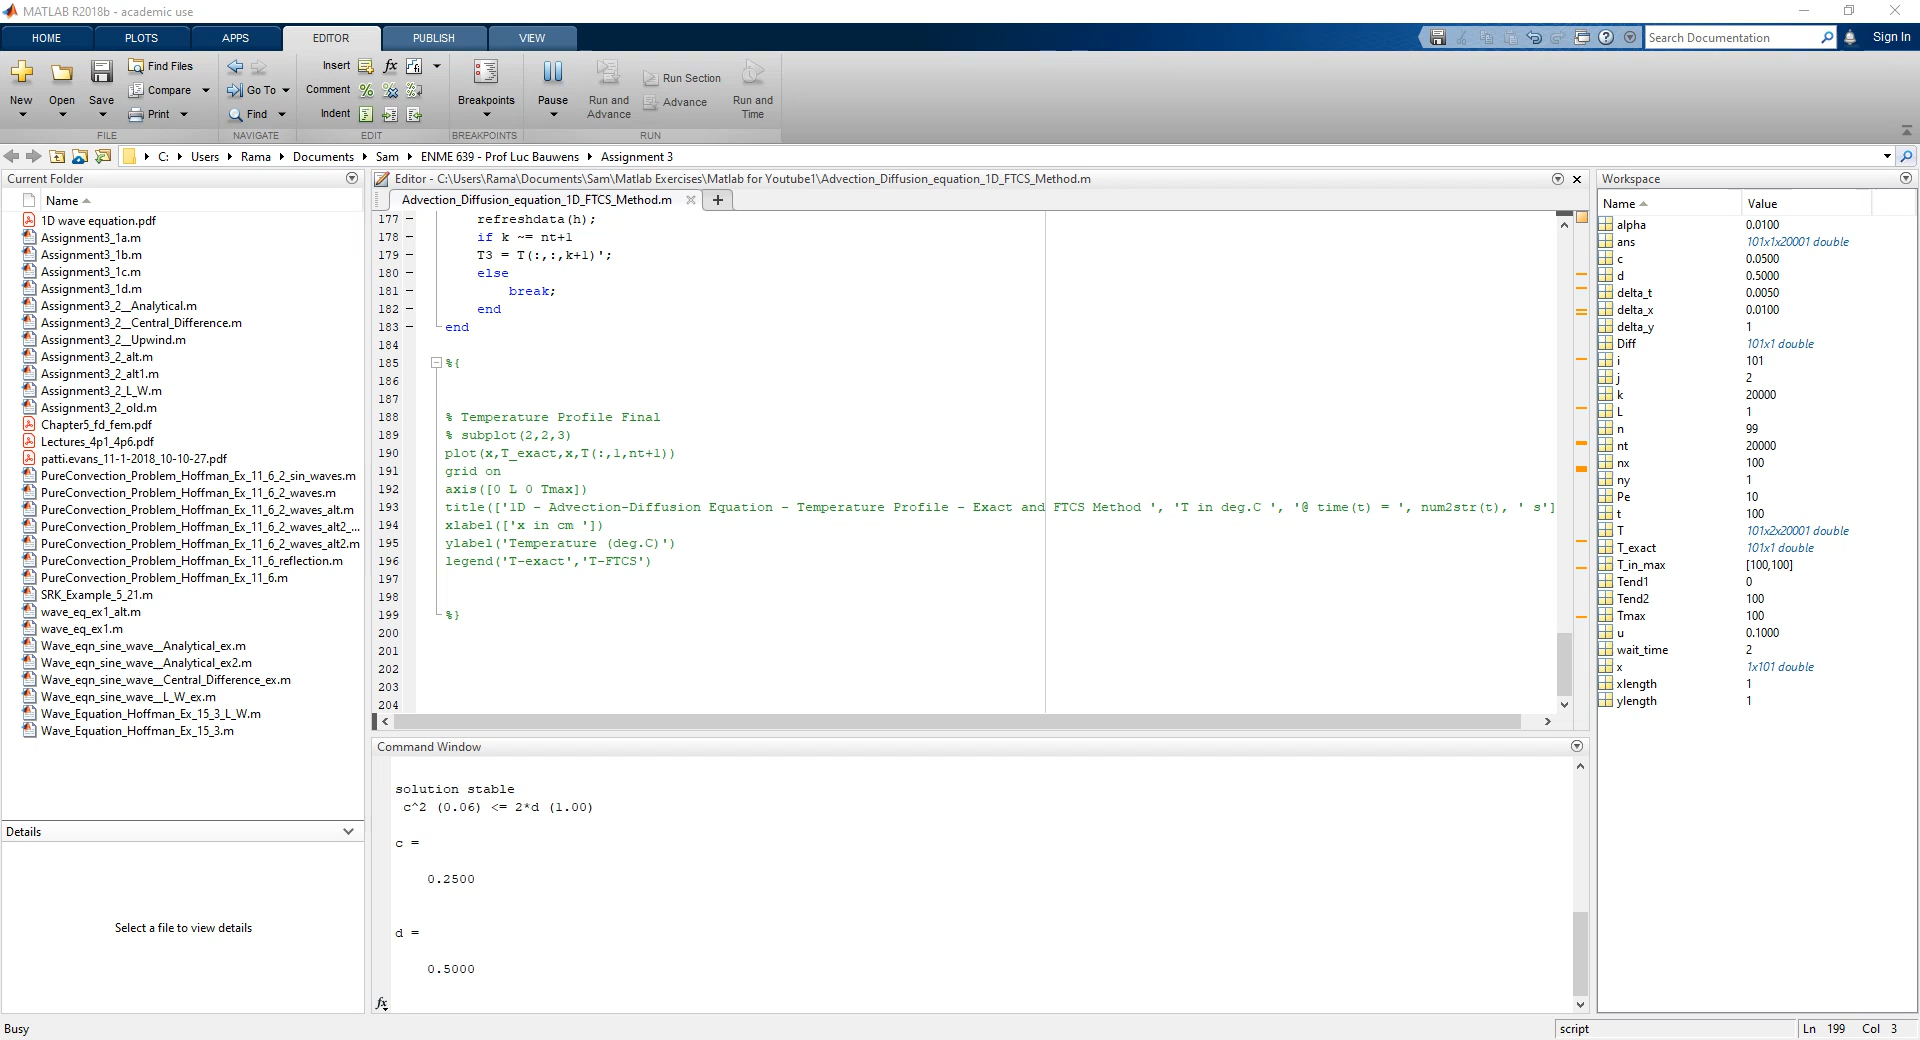 MATLAB R2018b - academic use
HOME PLOTS APPS EDITOR PUBLISH VIEW
Search Documentation
Sign In
New
Open
Save
Find Files
Compare
Print
FILE
Go To
Find
NAVIGATE
Insert
fx
Comment
Indent
EDIT
Breakpoints
BREAKPOINTS
Pause
Run and Advance
Run Section
Advance
Run and Time
RUN
C: Users Rama Documents Sam ENME 639 - Prof Luc Bauwens Assignment 3
Current Folder
Name
1D wave equation.pdf
Assignment3_1a.m
Assignment3_1b.m
Assignment3_1c.m
Assignment3_1d.m
Assignment3_2__Analytical.m
Assignment3_2__Central_Difference.m
Assignment3_2__Upwind.m
Assignment3_2_alt.m
Assignment3_2_alt1.m
Assignment3_2_L_W.m
Assignment3_2_old.m
Chapter5_fd_fem.pdf
Lectures_4p1_4p6.pdf
patti.evans_11-1-2018_10-10-27.pdf
PureConvection_Problem_Hoffman_Ex_11_6_2_sin_waves.m
PureConvection_Problem_Hoffman_Ex_11_6_2_waves.m
PureConvection_Problem_Hoffman_Ex_11_6_2_waves_alt.m
PureConvection_Problem_Hoffman_Ex_11_6_2_waves_alt2_...
PureConvection_Problem_Hoffman_Ex_11_6_2_waves_alt2.m
PureConvection_Problem_Hoffman_Ex_11_6_reflection.m
PureConvection_Problem_Hoffman_Ex_11_6.m
SRK_Example_5_21.m
wave_eq_ex1_alt.m
wave_eq_ex1.m
Wave_eqn_sine_wave__Analytical_ex.m
Wave_eqn_sine_wave__Analytical_ex2.m
Wave_eqn_sine_wave__Central_Difference_ex.m
Wave_eqn_sine_wave__L_W_ex.m
Wave_Equation_Hoffman_Ex_15_3_L_W.m
Wave_Equation_Hoffman_Ex_15_3.m
Details
Select a file to view details
Editor - C:\Users\Rama\Documents\Sam\Matlab Exercises\Matlab for Youtube1\Advection_Diffusion_equation_1D_FTCS_Method.m
Advection_Diffusion_equation_1D_FTCS_Method.m
177 - refreshdata(h);
178 - if k ~= nt+1
179 - T3 = T(:,:,k+1)';
180 - else
181 - break;
182 - end
183 - end
184
185 %{
186
187
188 % Temperature Profile Final
189 % subplot(2,2,3)
190 plot(x,T_exact,x,T(:,1,nt+1))
191 grid on
192 axis([0 L 0 Tmax])
193 title(['1D - Advection-Diffusion Equation - Temperature Profile - Exact and FTCS Method ', 'T in deg.C ', '@ time(t) = ', num2str(t), ' s']
194 xlabel(['x in cm '])
195 ylabel('Temperature (deg.C)')
196 legend('T-exact','T-FTCS')
197
198
199 %}
200
201
202
203
204
Command Window
solution stable
c^2 (0.06) <= 2*d (1.00)
c =
0.2500
d =
0.5000
fx
Workspace
Name Value
alpha 0.0100
ans 101x1x20001 double
c 0.0500
d 0.5000
delta_t 0.0050
delta_x 0.0100
delta_y 1
Diff 101x1 double
i 101
j 2
k 20000
L 1
n 99
nt 20000
nx 100
ny 1
Pe 10
t 100
T 101x2x20001 double
T_exact 101x1 double
T_in_max [100,100]
Tend1 0
Tend2 100
Tmax 100
u 0.1000
wait_time 2
x 1x101 double
xlength 1
ylength 1
Busy
script
Ln 199 Col 3